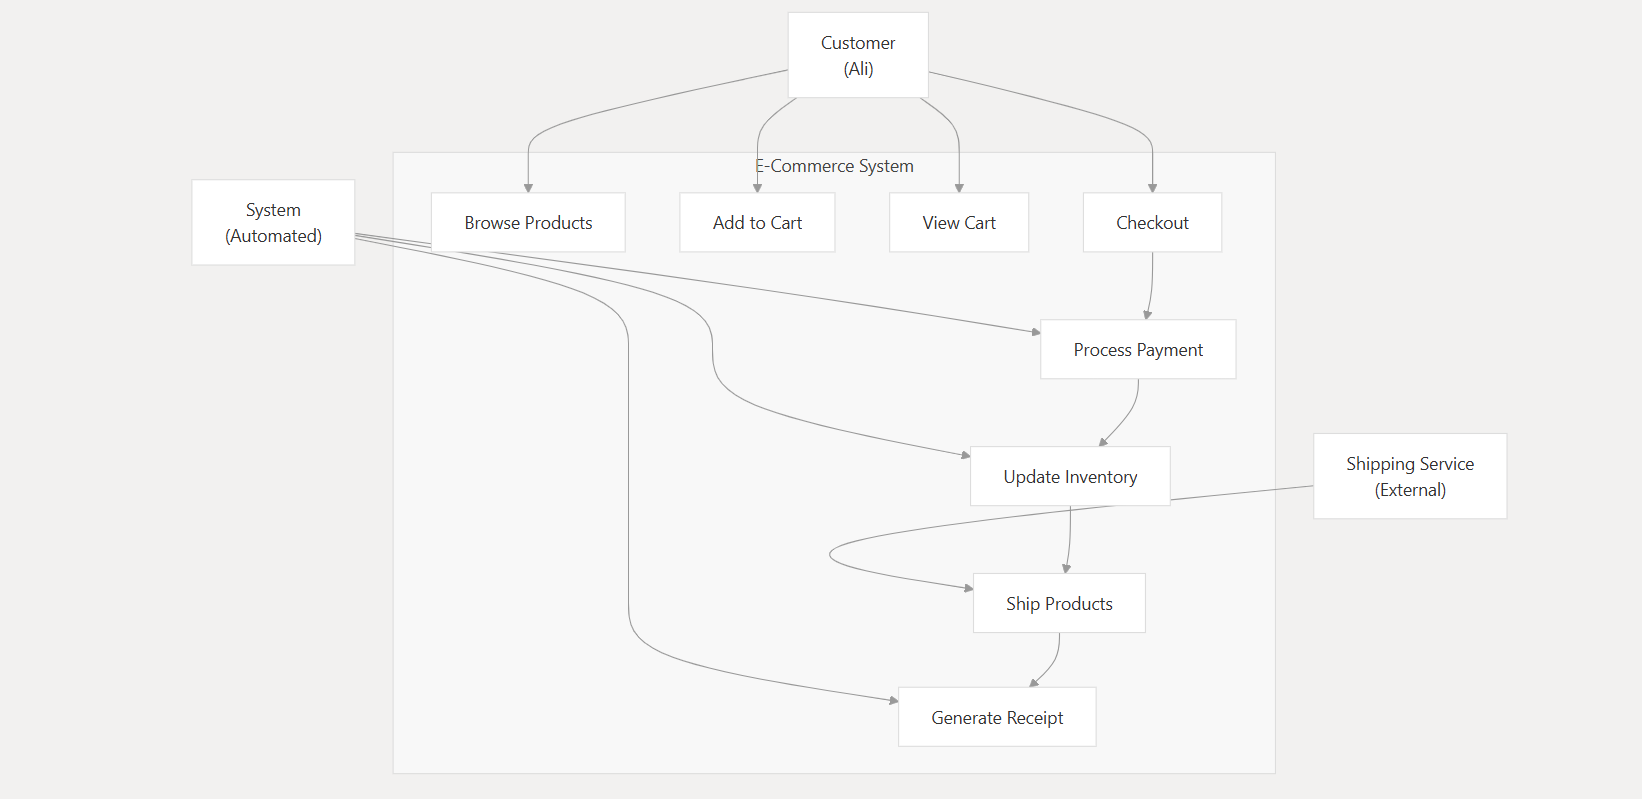 Customer
(Ali)
E-Commerce System
System
(Automated)
Browse Products
Add to Cart
View Cart
Checkout
Process Payment
Update Inventory
Shipping Service
(External)
Ship Products
Generate Receipt